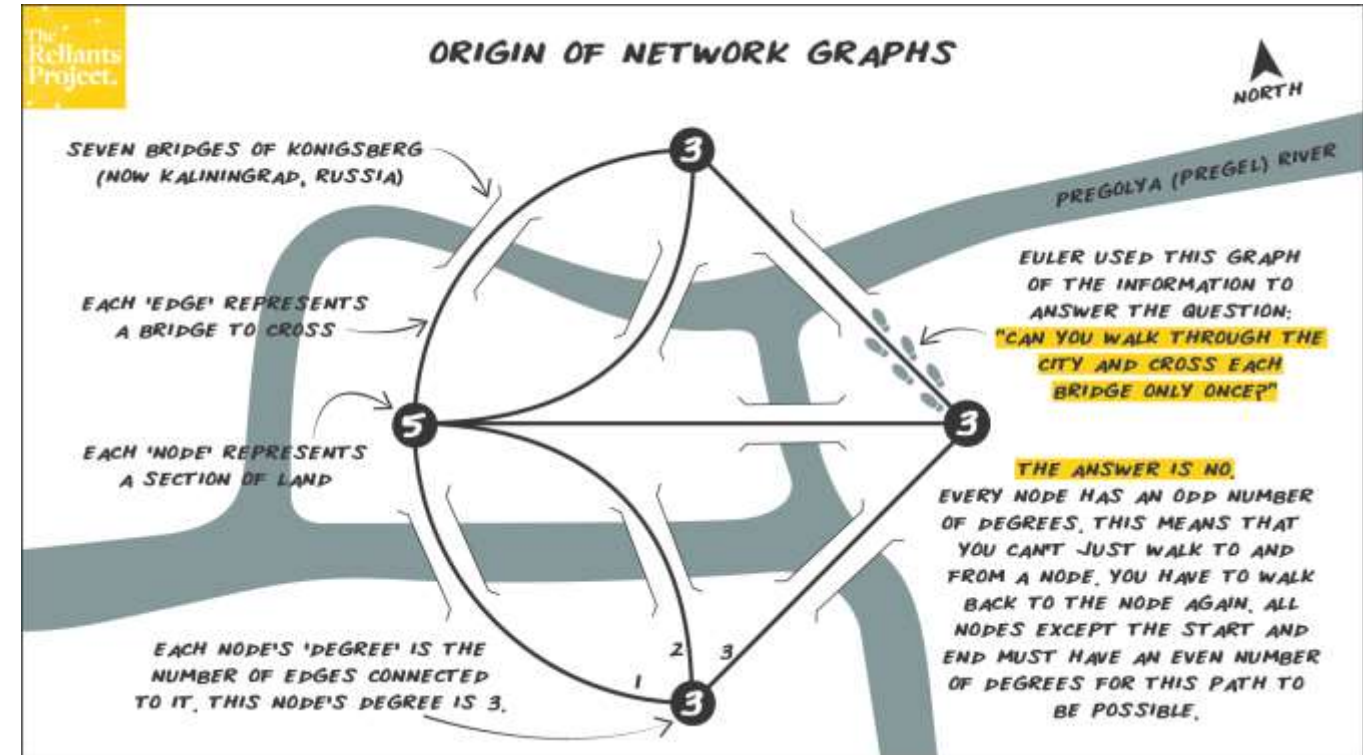 The
Reliants
Project.
ORIGIN OF NETWORK GRAPHS
NORTH
SEVEN BRIDGES OF KONIGSBERG
(NOW KALININGRAD, RUSSIA)
3
PREGOLYA (PREGEL) RIVER
EACH 'EDGE' REPRESENTS
A BRIDGE TO CROSS
EULER USED THIS GRAPH
OF THE INFORMATION TO
ANSWER THE QUESTION:
"CAN YOU WALK THROUGH THE
CITY AND CROSS EACH
BRIDGE ONLY ONCE?"
5
3
EACH 'NODE' REPRESENTS
A SECTION OF LAND
THE ANSWER IS NO.
EVERY NODE HAS AN ODD NUMBER
OF DEGREES. THIS MEANS THAT
YOU CAN'T JUST WALK TO AND
FROM A NODE. YOU HAVE TO WALK
BACK TO THE NODE AGAIN. ALL
NODES EXCEPT THE START AND
END MUST HAVE AN EVEN NUMBER
OF DEGREES FOR THIS PATH TO
BE POSSIBLE.
EACH NODE'S 'DEGREE' IS THE
NUMBER OF EDGES CONNECTED
TO IT. THIS NODE'S DEGREE IS 3.
1
2
3
3